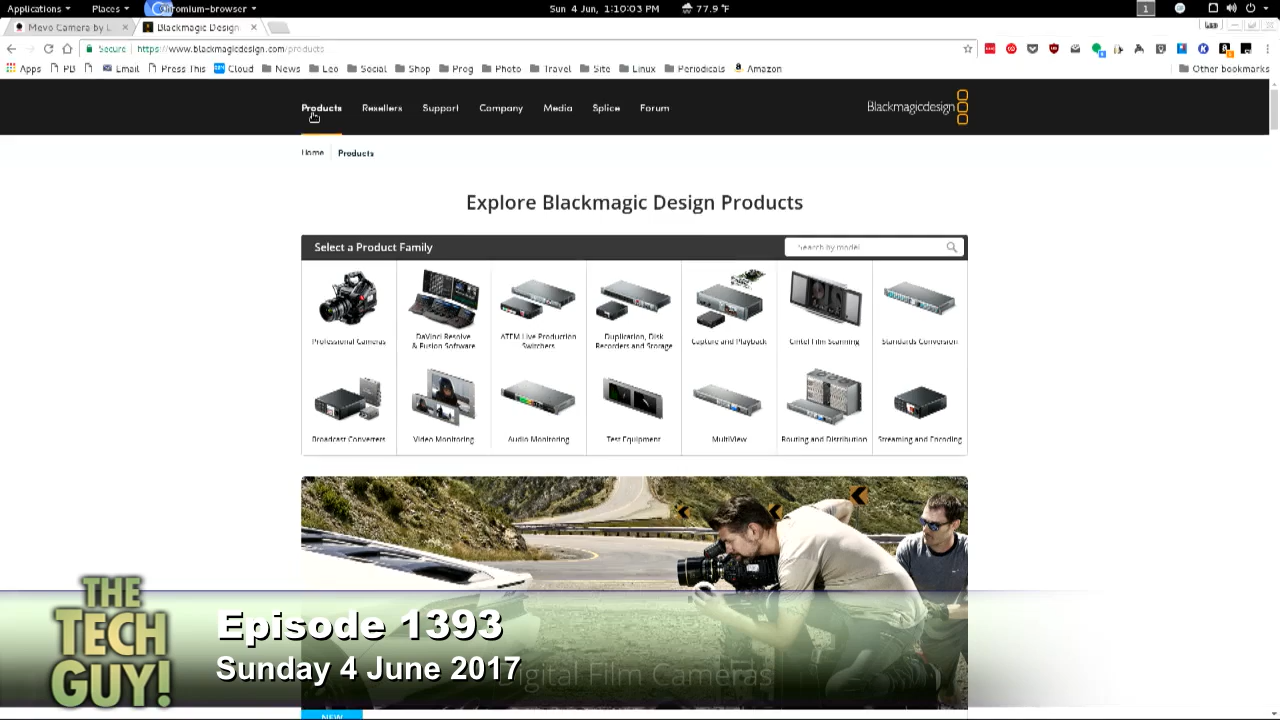 Applications Places Chromium-browser Sun 4 Jun, 1:10:03 PM 77.9 °F 1
Mevo Camera by L Blackmagic Design
Secure https://www.blackmagicdesign.com/products
Apps PB Email Press This Cloud News Leo Social Shop Prog Photo Travel Site Linux Periodicals Amazon Other bookmarks
Products Resellers Support Company Media Splice Forum Blackmagicdesign
Home Products
Explore Blackmagic Design Products
Select a Product Family Search by model
Professional Cameras
DaVinci Resolve
& Fusion Software
ATEM Live Production
Switchers
Duplication, Disk
Recorders and Storage
Capture and Playback
Cintel Film Scanning
Standards Conversion
Broadcast Converters
Video Monitoring
Audio Monitoring
Test Equipment
MultiView
Routing and Distribution
Streaming and Encoding
THE
TECH
GUY!
Episode 1393
Sunday 4 June 2017
Digital Film Cameras
NEW